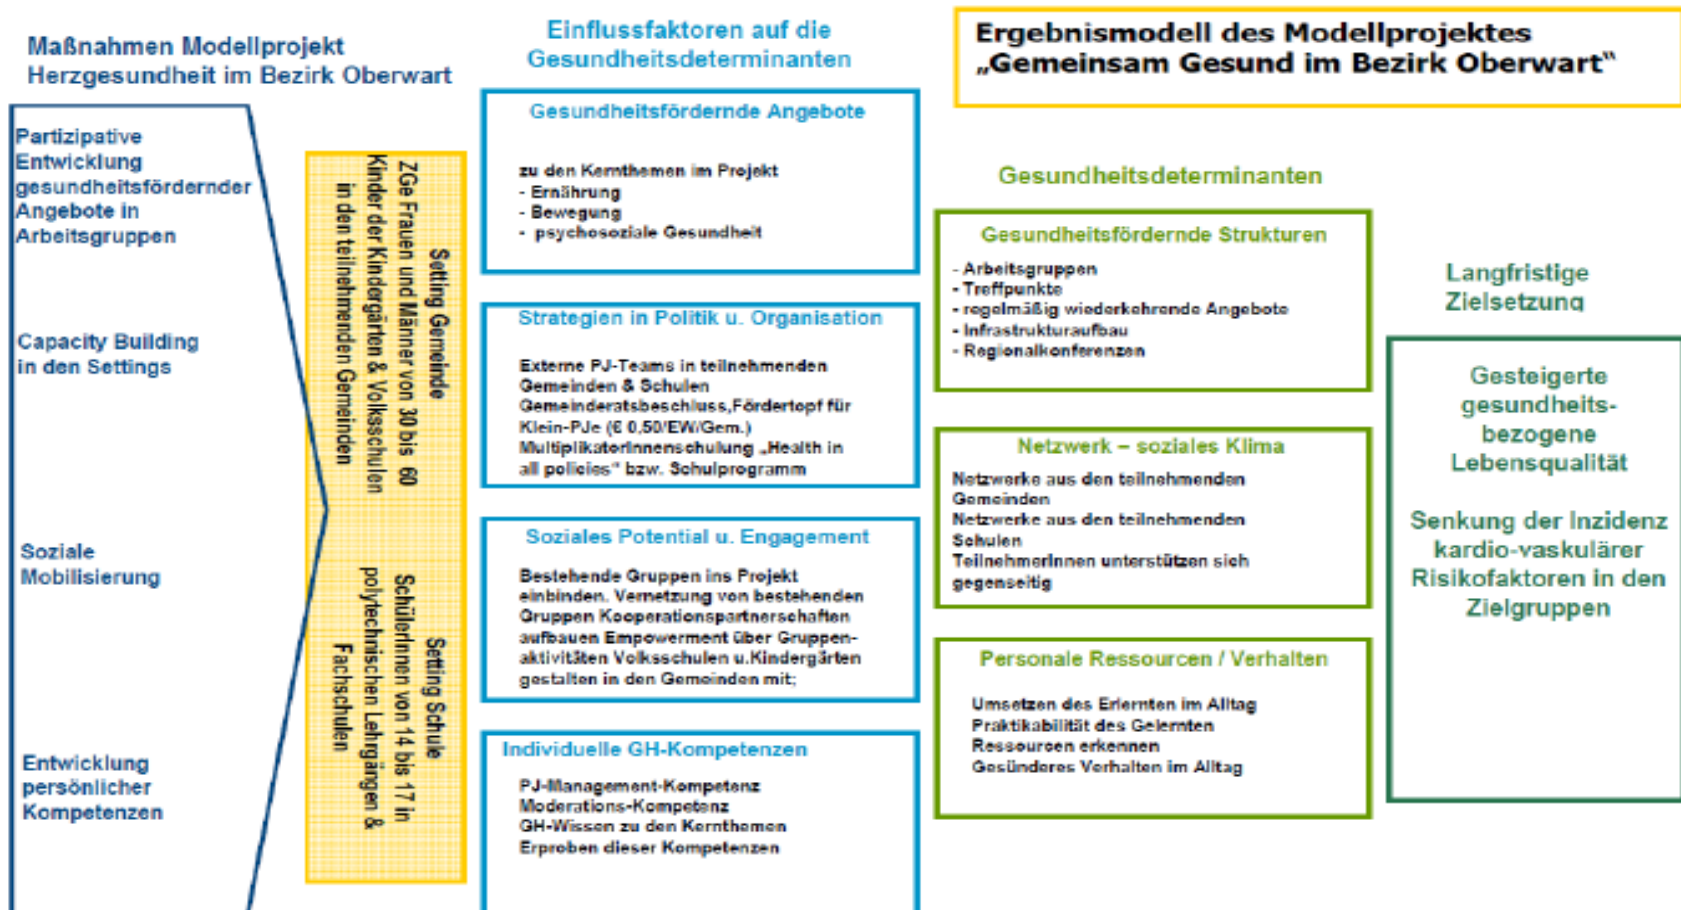 Maßnahmen Modellprojekt
Herzgesundheit im Bezirk Oberwart
Partizipative
Entwicklung
gesundheitsfördernder
Angebote in
Arbeitsgruppen
Capacity Building
in den Settings
Soziale
Mobilisierung
Entwicklung
persönlicher
Kompetenzen
Setting Gemeinde
ZGe Frauen und Männer von 30 bis 60
Kinder der Kindergärten & Volksschulen
in den teilnehmenden Gemeinden
Setting Schule
SchülerInnen von 14 bis 17 in
polytechnischen Lehrgängen &
Fachschulen
Einflussfaktoren auf die
Gesundheitsdeterminanten
Gesundheitsfördernde Angebote
zu den Kernthemen im Projekt
- Ernährung
- Bewegung
- psychosoziale Gesundheit
Strategien in Politik u. Organisation
Externe PJ-Teams in teilnehmenden
Gemeinden & Schulen
Gemeinderatsbeschluss,Fördertopf für
Klein-PJe (€ 0,50/EW/Gem.)
MultiplikatorInnenschulung „Health in
all policies“ bzw. Schulprogramm
Soziales Potential u. Engagement
Bestehende Gruppen ins Projekt
einbinden. Vernetzung von bestehenden
Gruppen Kooperationspartnerschaften
aufbauen Empowerment über Gruppen-
aktivitäten Volksschulen u.Kindergärten
gestalten in den Gemeinden mit;
Individuelle GH-Kompetenzen
PJ-Management-Kompetenz
Moderations-Kompetenz
GH-Wissen zu den Kernthemen
Erproben dieser Kompetenzen
Ergebnismodell des Modellprojektes
„Gemeinsam Gesund im Bezirk Oberwart“
Gesundheitsdeterminanten
Gesundheitsfördernde Strukturen
- Arbeitsgruppen
- Treffpunkte
- regelmäßig wiederkehrende Angebote
- Infrastrukturaufbau
- Regionalkonferenzen
Netzwerk – soziales Klima
Netzwerke aus den teilnehmenden
Gemeinden
Netzwerke aus den teilnehmenden
Schulen
TeilnehmerInnen unterstützen sich
gegenseitig
Personale Ressourcen / Verhalten
Umsetzen des Erlernten im Alltag
Praktikabilität des Gelernten
Ressourcen erkennen
Gesünderes Verhalten im Alltag
Langfristige
Zielsetzung
Gesteigerte
gesundheits-
bezogene
Lebensqualität
Senkung der Inzidenz
kardio-vaskulärer
Risikofaktoren in den
Zielgruppen